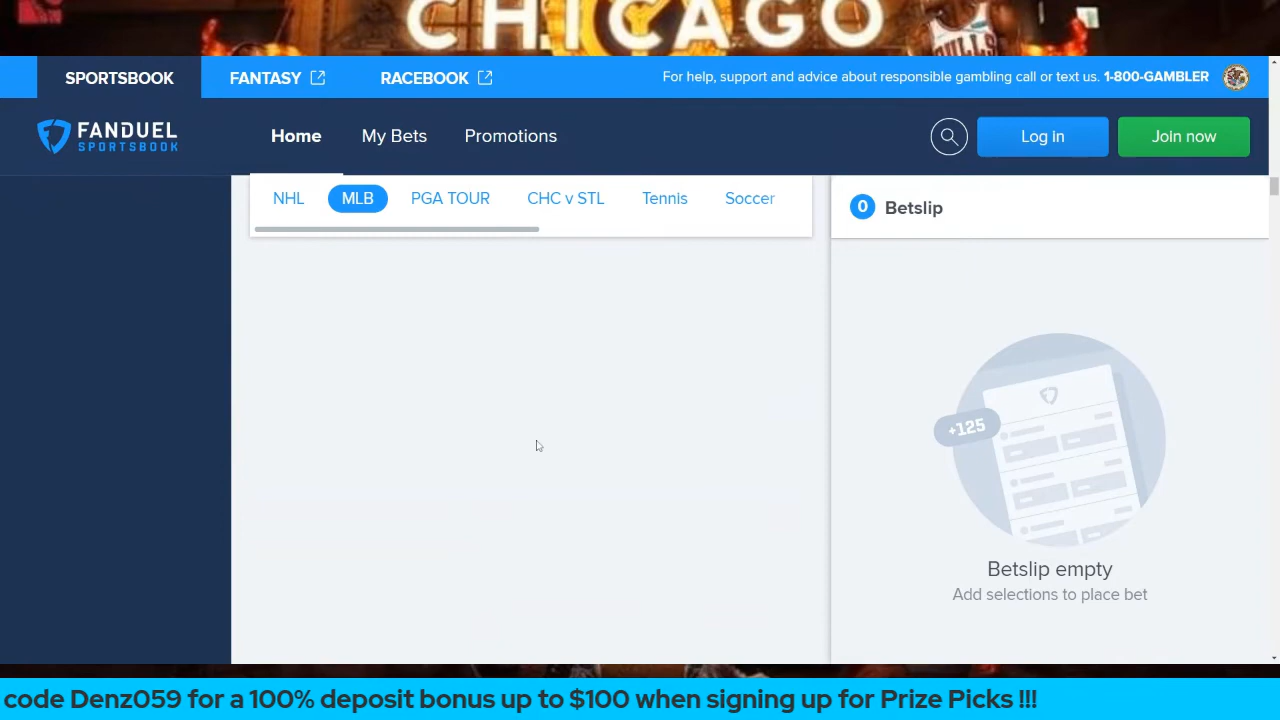 CHICAGO
BULLS
SPORTSBOOK
FANTASY
RACEBOOK
For help, support and advice about responsible gambling call or text us. 1-800-GAMBLER
FANDUEL
SPORTSBOOK
Home
My Bets
Promotions
Log in
Join now
NHL
MLB
PGA TOUR
CHC v STL
Tennis
Soccer
0
Betslip
+125
Betslip empty
Add selections to place bet
code Denz059 for a 100% deposit bonus up to $100 when signing up for Prize Picks !!!